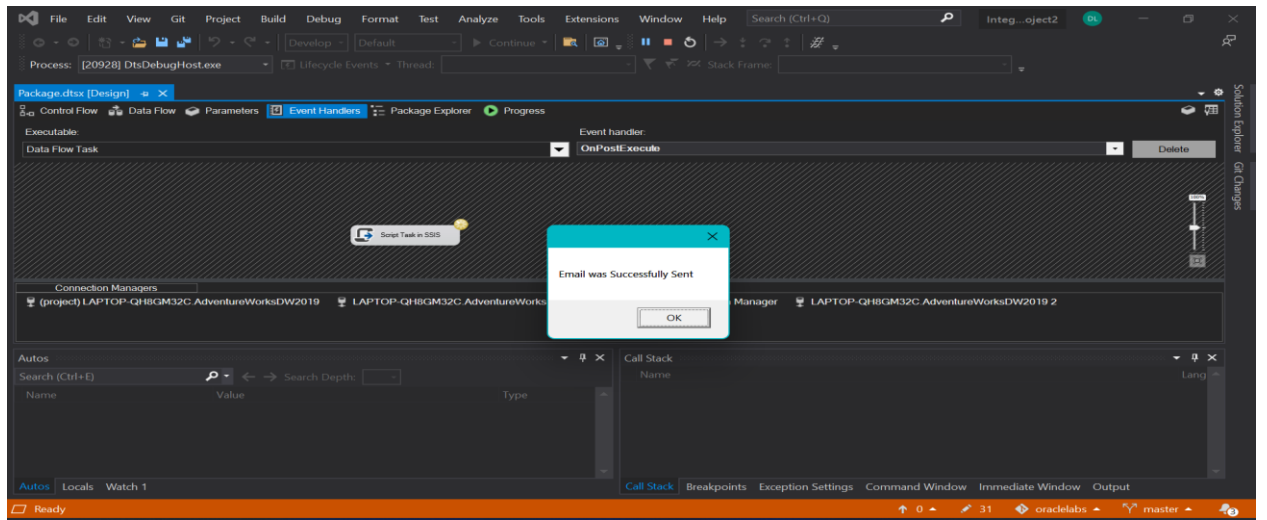 File Edit View Git Project Build Debug Format Test Analyze Tools Extensions Window Help Search (Ctrl+Q) Integ...oject2 OL
Develop Default Continue
Process: [20928] DtsDebugHost.exe Lifecycle Events Thread: Stack Frame:
Package.dtsx [Design]
Control Flow Data Flow Parameters Event Handlers Package Explorer Progress
Executable: Event handler:
Data Flow Task OnPostExecute Delete
Solution Explorer
Git Changes
100%
Script Task in SSIS
Email was Successfully Sent
OK
Connection Managers
(project) LAPTOP-QH8GM32C.AdventureWorksDW2019 LAPTOP-QH8GM32C.AdventureWorks Manager LAPTOP-QH8GM32C.AdventureWorksDW2019 2
Autos Call Stack
Search (Ctrl+E) Search Depth: Name Lang
Name Value Type
Autos Locals Watch 1 Call Stack Breakpoints Exception Settings Command Window Immediate Window Output
Ready 0 31 oraclelabs master 3